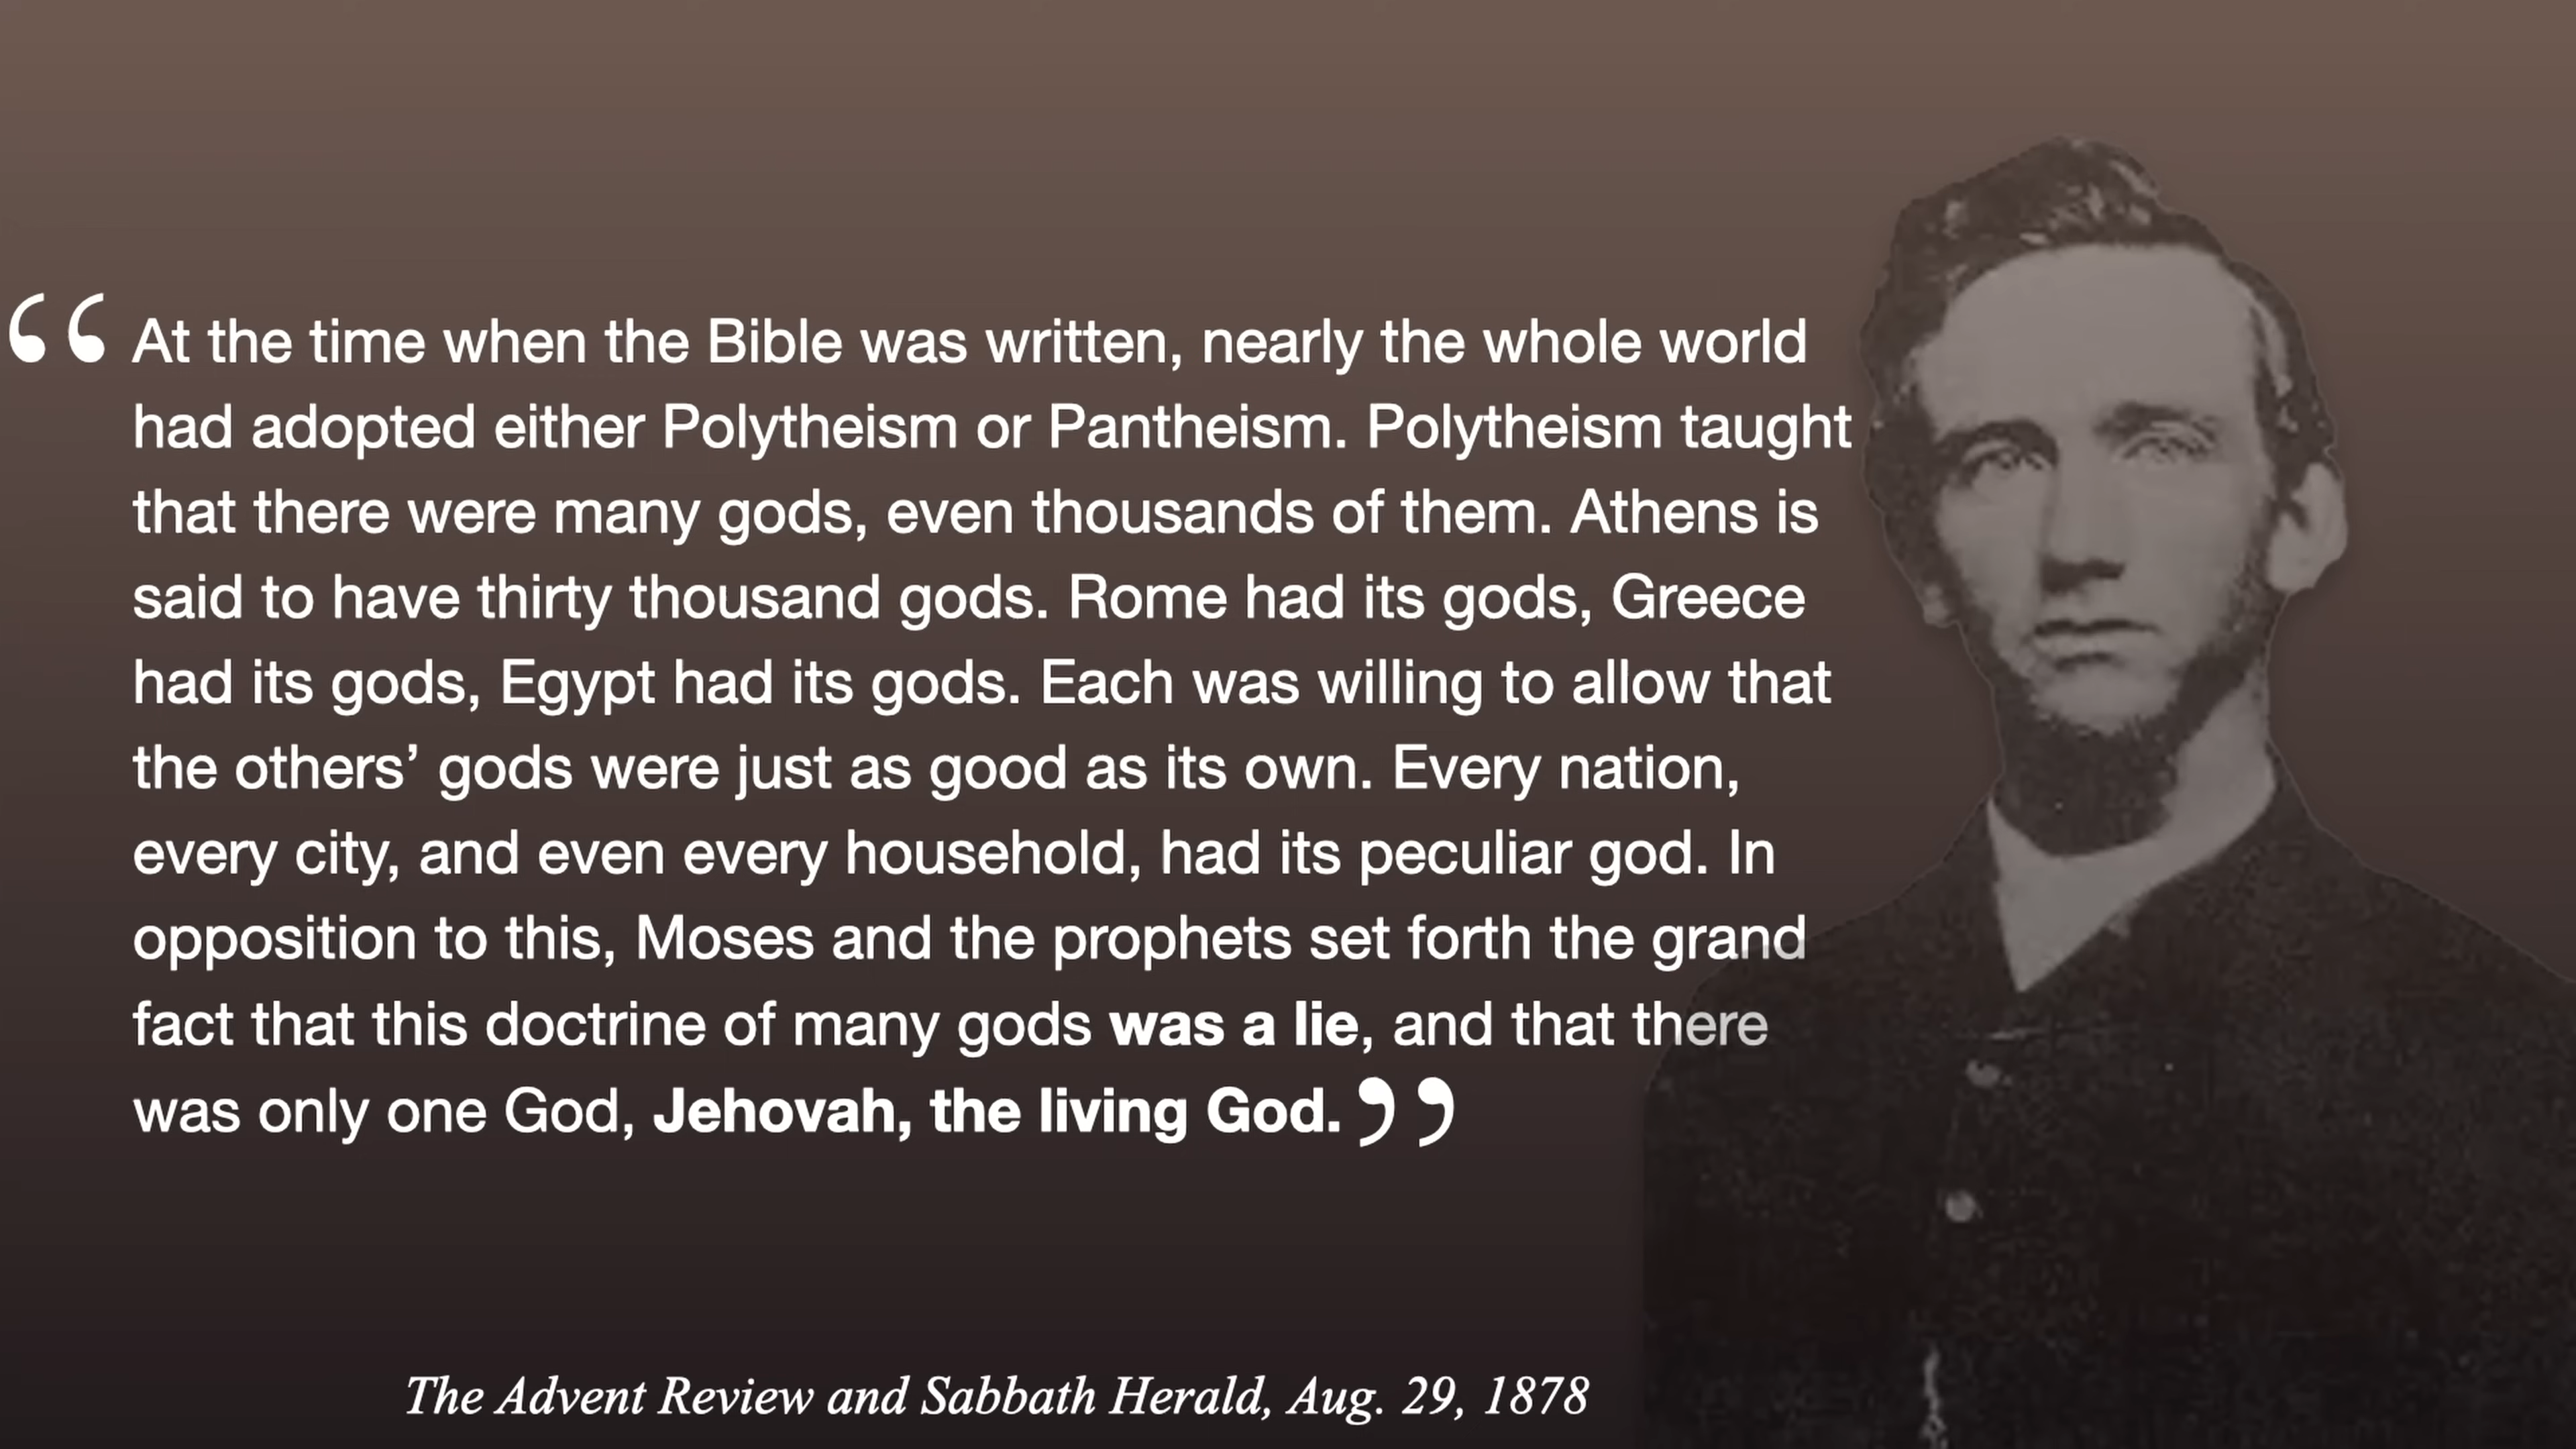 “At the time when the Bible was written, nearly the whole world
had adopted either Polytheism or Pantheism. Polytheism taught
that there were many gods, even thousands of them. Athens is
said to have thirty thousand gods. Rome had its gods, Greece
had its gods, Egypt had its gods. Each was willing to allow that
the others’ gods were just as good as its own. Every nation,
every city, and even every household, had its peculiar god. In
opposition to this, Moses and the prophets set forth the grand
fact that this doctrine of many gods was a lie, and that there
was only one God, Jehovah, the living God.”
The Advent Review and Sabbath Herald, Aug. 29, 1878